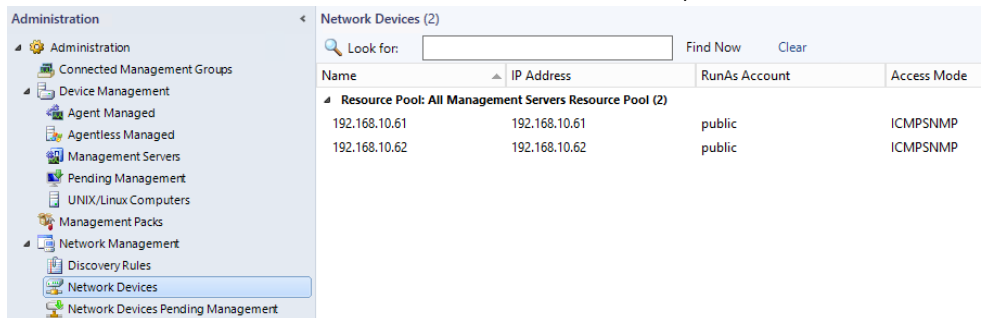 Administration
Administration
Connected Management Groups
Device Management
Agent Managed
Agentless Managed
Management Servers
Pending Management
UNIX/Linux Computers
Management Packs
Network Management
Discovery Rules
Network Devices
Network Devices Pending Management
Network Devices (2)
Look for: Find Now Clear
Name IP Address RunAs Account Access Mode
Resource Pool: All Management Servers Resource Pool (2)
192.168.10.61 192.168.10.61 public ICMPSNMP
192.168.10.62 192.168.10.62 public ICMPSNMP